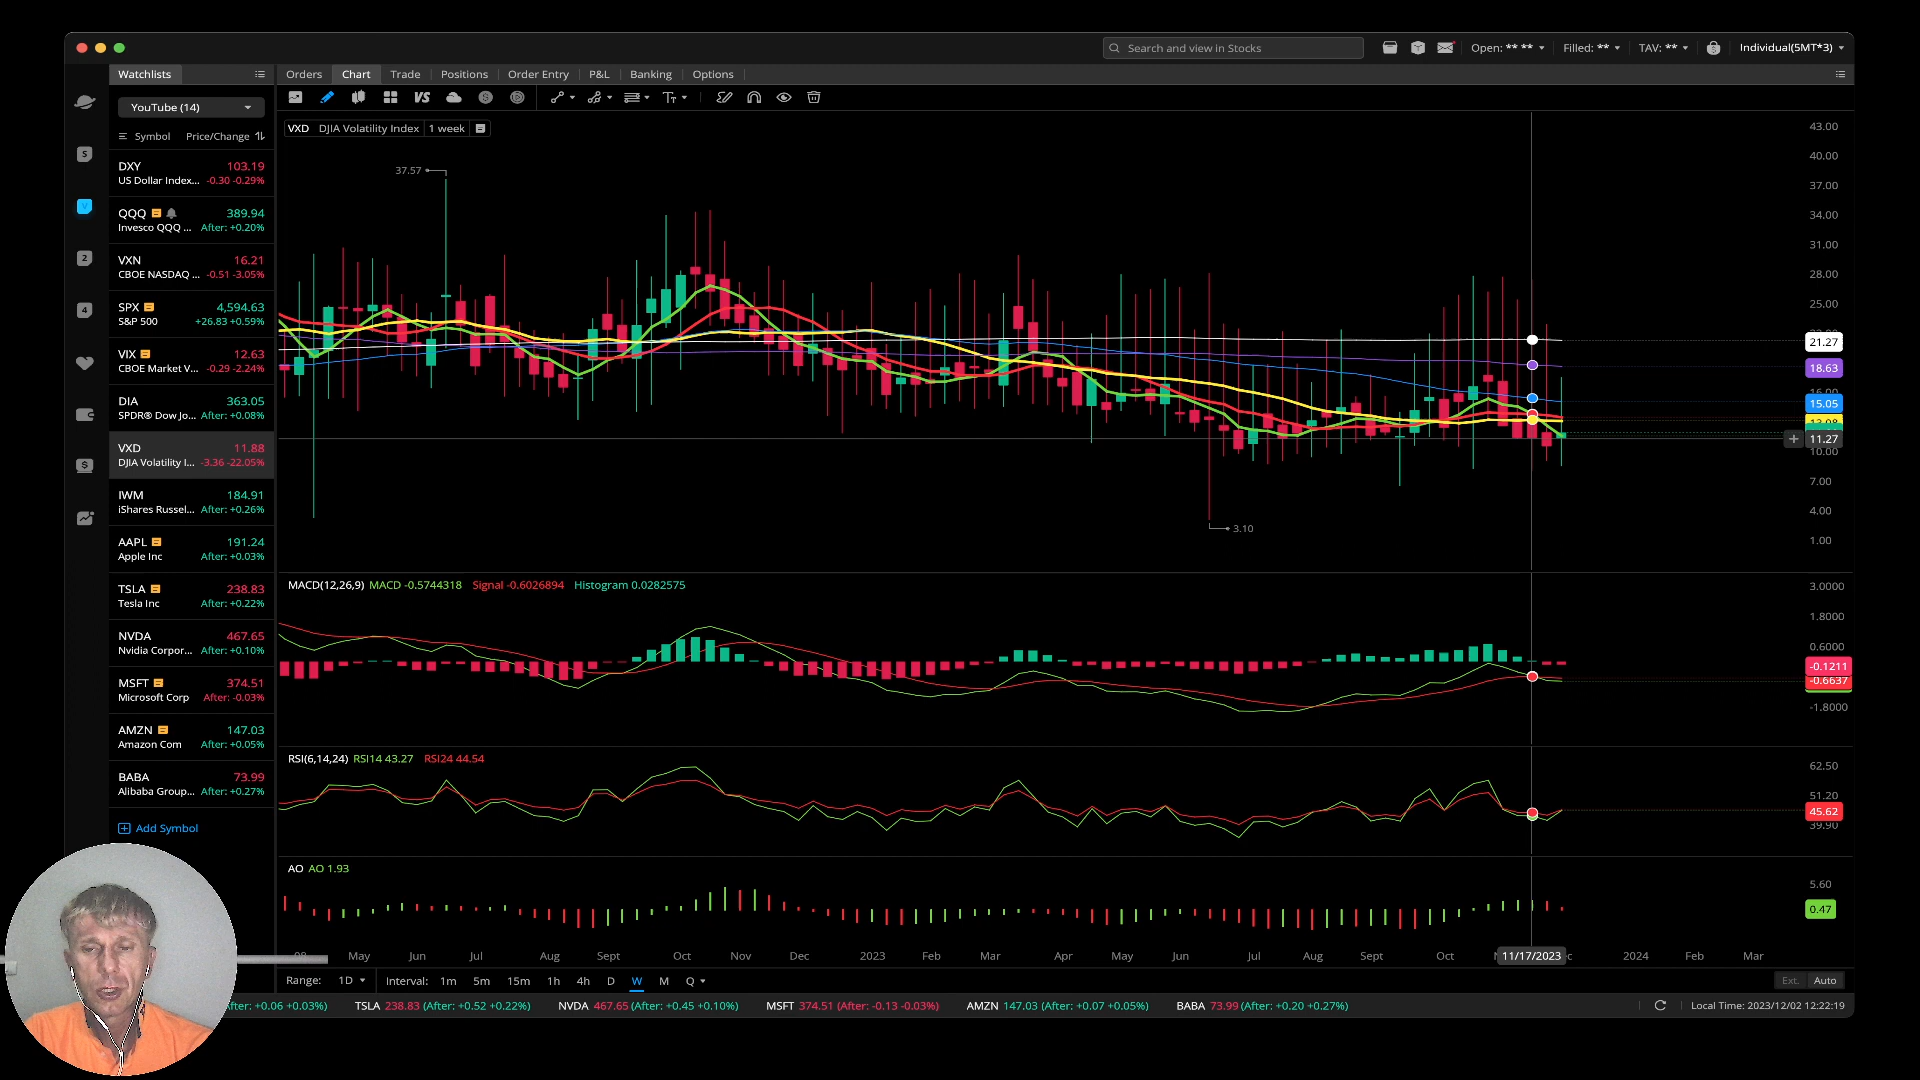 Search and view in Stocks
Open: ** **
Filled: **
TAV: **
Individual(5MT*3)
Watchlists
Orders Chart Trade Positions Order Entry P&L Banking Options
YouTube (14)
VS
Symbol Price/Change
VXD DJIA Volatility Index 1 week
DXY 103.19
US Dollar Index... -0.30 -0.29%
QQQ 389.94
Invesco QQQ ... After: +0.20%
VXN 16.21
CBOE NASDAQ ... -0.51 -3.05%
SPX 4,594.63
S&P 500 +26.83 +0.59%
VIX 12.63
CBOE Market V... -0.29 -2.24%
DIA 363.05
SPDR® Dow Jo... After: +0.08%
VXD 11.88
DJIA Volatility I... -3.36 -22.05%
IWM 184.91
iShares Russel... After: +0.26%
AAPL 191.24
Apple Inc After: +0.03%
TSLA 238.83
Tesla Inc After: +0.22%
NVDA 467.65
Nvidia Corpor... After: +0.10%
MSFT 374.51
Microsoft Corp After: -0.03%
AMZN 147.03
Amazon Com After: +0.05%
BABA 73.99
Alibaba Group... After: +0.27%
Add Symbol
37.57
3.10
43.00
40.00
37.00
34.00
31.00
28.00
25.00
21.27
18.63
16.00
15.05
11.27
10.00
7.00
4.00
1.00
MACD(12,26,9) MACD -0.5744318 Signal -0.6026894 Histogram 0.0282575
3.0000
1.8000
0.6000
-0.1211
-0.6637
-1.8000
RSI(6,14,24) RSI14 43.27 RSI24 44.54
62.50
51.20
45.62
39.90
AO AO 1.93
5.60
0.47
May Jun Jul Aug Sept Oct Nov Dec 2023 Feb Mar Apr May Jun Jul Aug Sept Oct 11/17/2023 2024 Feb Mar
Range: 1D Interval: 1m 5m 15m 1h 4h D W M Q Ext. Auto
After: +0.06 +0.03%) TSLA 238.83 (After: +0.52 +0.22%) NVDA 467.65 (After: +0.45 +0.10%) MSFT 374.51 (After: -0.13 -0.03%) AMZN 147.03 (After: +0.07 +0.05%) BABA 73.99 (After: +0.20 +0.27%) Local Time: 2023/12/02 12:22:19